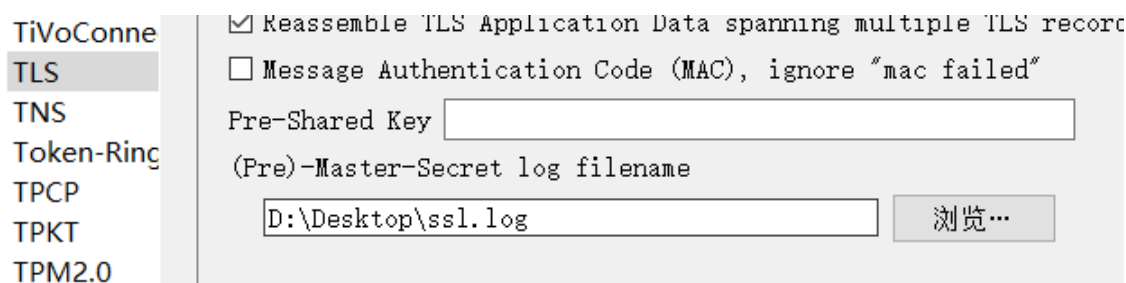 TiVoConne
TLS
TNS
Token-Ring
TPCP
TPKT
TPM2.0
Reassemble TLS Application Data spanning multiple TLS recor
Message Authentication Code (MAC), ignore "mac failed"
Pre-Shared Key
(Pre)-Master-Secret log filename
D:\Desktop\ssl.log
浏览…